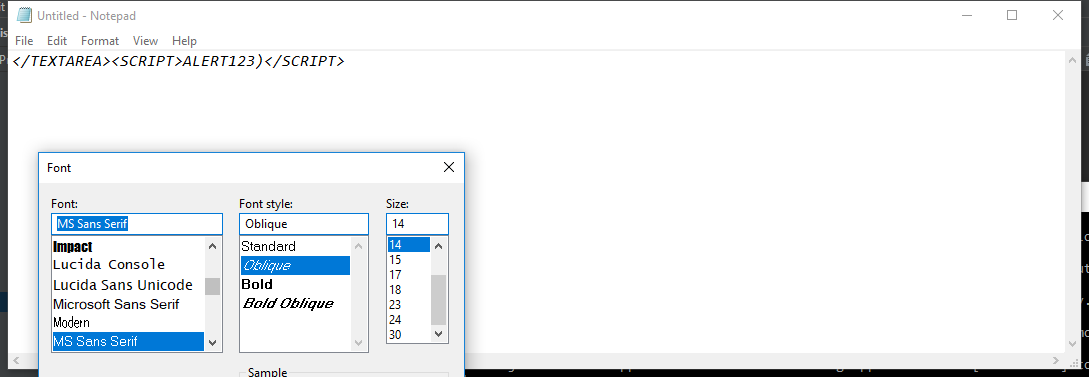 Untitled - Notepad
File Edit Format View Help
</TEXTAREA><SCRIPT>ALERT123)</SCRIPT>
Font
Font: Font style: Size:
MS Sans Serif Oblique 14
Impact Standard 14
Lucida Console Oblique 15
Lucida Sans Unicode Bold 17
Microsoft Sans Serif Bold Oblique 18
Modern 23
MS Sans Serif 24
30
Sample